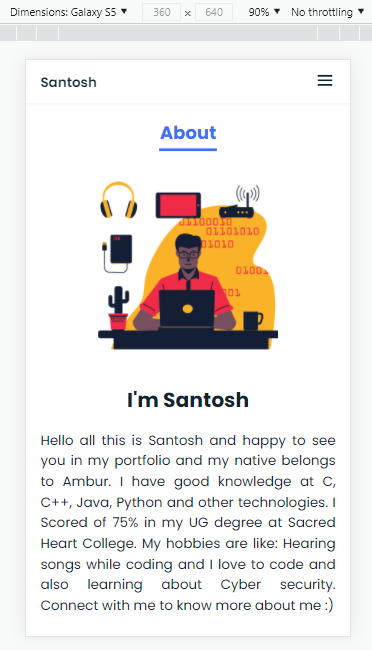 Dimensions: Galaxy S5 ▼ 360 × 640 90% ▼ No throttling ▼
Santosh
About
01100010
01101010
01010
01001
001
I'm Santosh
Hello all this is Santosh and happy to see
you in my portfolio and my native belongs
to Ambur. I have good knowledge at C,
C++, Java, Python and other technologies. I
Scored of 75% in my UG degree at Sacred
Heart College. My hobbies are like: Hearing
songs while coding and I love to code and
also learning about Cyber security.
Connect with me to know more about me :)